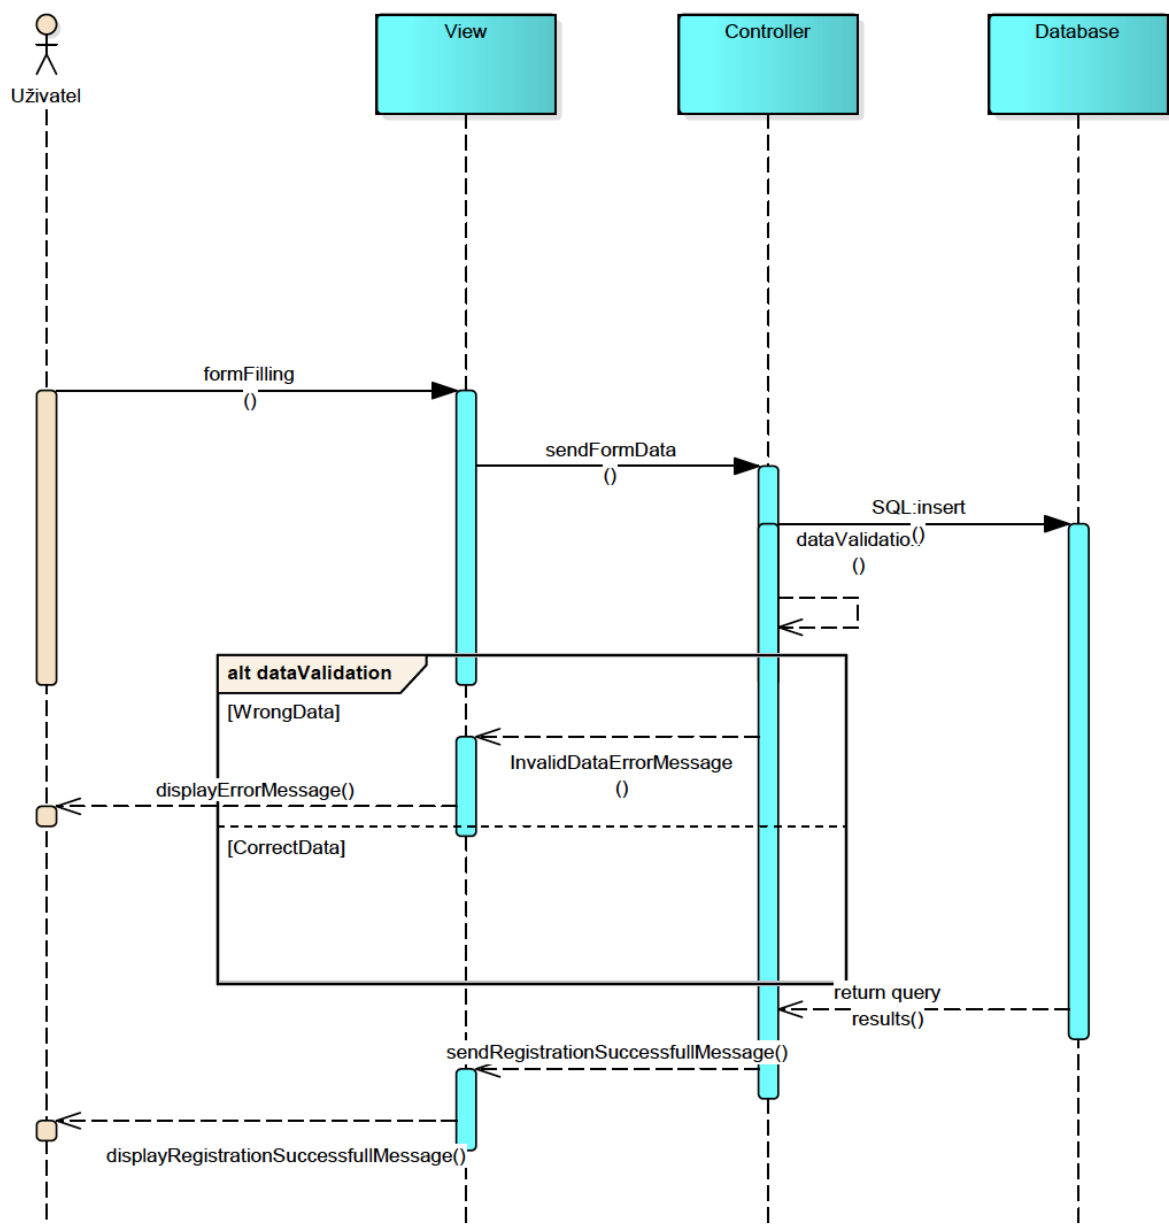 View
Controller
Database
Uživatel
formFilling
()
sendFormData
()
SQL:insert
()
dataValidation
()
alt dataValidation
[WrongData]
InvalidDataErrorMessage
()
displayErrorMessage()
[CorrectData]
return query
results()
sendRegistrationSuccessfullMessage()
displayRegistrationSuccessfullMessage()